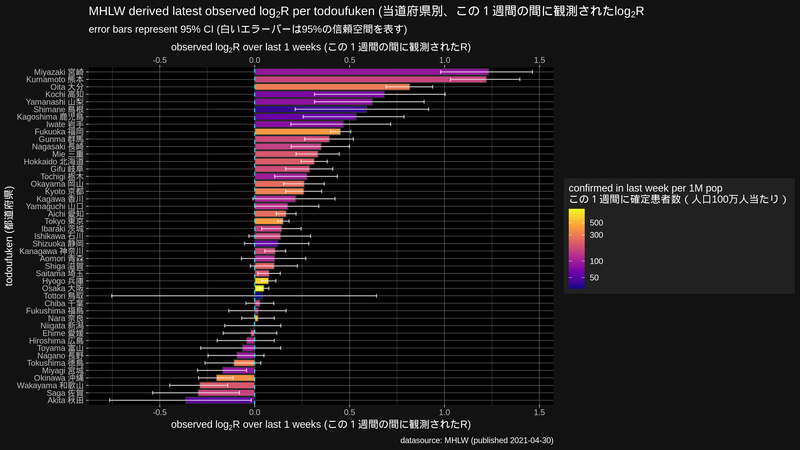 MHLW derived latest observed log2R per todoufuken (当道府県別、この１週間の間に観測されたlog2R
error bars represent 95% CI (白いエラーバーは95%の信頼空間を表す)
observed log2R over last 1 weeks (この１週間の間に観測されたR)
-0.5 0.0 0.5 1.0 1.5
todoufuken (都道府県)
Miyazaki 宮崎
Kumamoto 熊本
Oita 大分
Kochi 高知
Yamanashi 山梨
Shimane 島根
Kagoshima 鹿児島
Iwate 岩手
Fukuoka 福岡
Gunma 群馬
Nagasaki 長崎
Mie 三重
Hokkaido 北海道
Gifu 岐阜
Tochigi 栃木
Okayama 岡山
Kyoto 京都
Kagawa 香川
Yamaguchi 山口
Aichi 愛知
Tokyo 東京
Ibaraki 茨城
Ishikawa 石川
Shizuoka 静岡
Kanagawa 神奈川
Aomori 青森
Shiga 滋賀
Saitama 埼玉
Hyogo 兵庫
Osaka 大阪
Tottori 鳥取
Chiba 千葉
Fukushima 福島
Nara 奈良
Niigata 新潟
Ehime 愛媛
Hiroshima 広島
Toyama 富山
Nagano 長野
Tokushima 徳島
Miyagi 宮城
Okinawa 沖縄
Wakayama 和歌山
Saga 佐賀
Akita 秋田
-0.5 0.0 0.5 1.0 1.5
observed log2R over last 1 weeks (この１週間の間に観測されたR)
datasource: MHLW (published 2021-04-30)
confirmed in last week per 1M pop
この１週間に確定患者数（人口100万人当たり）
500
300
100
50